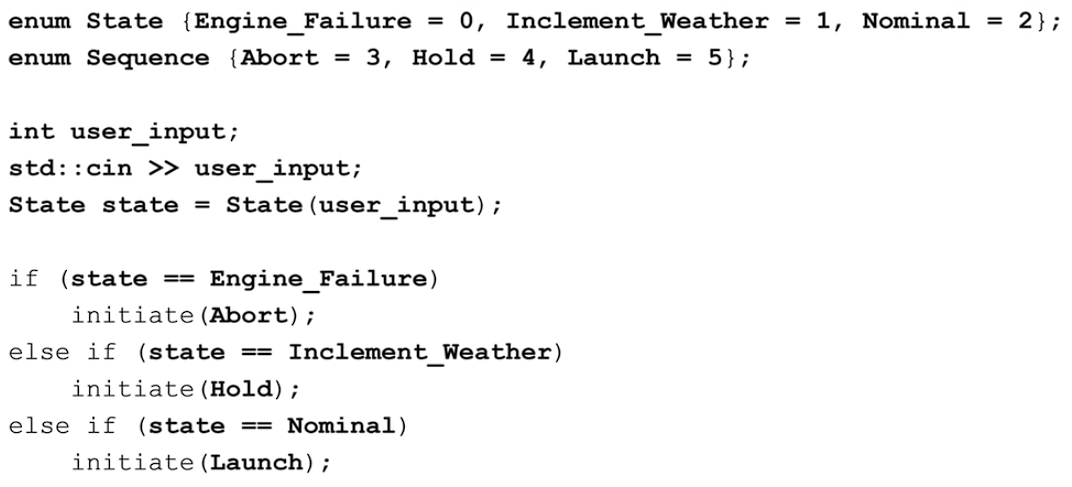 enum State {Engine_Failure = 0, Inclement_Weather = 1, Nominal = 2};
enum Sequence {Abort = 3, Hold = 4, Launch = 5};
int user_input;
std::cin >> user_input;
State state = State(user_input);
if (state == Engine_Failure)
initiate(Abort);
else if (state == Inclement_Weather)
initiate(Hold);
else if (state == Nominal)
initiate(Launch);